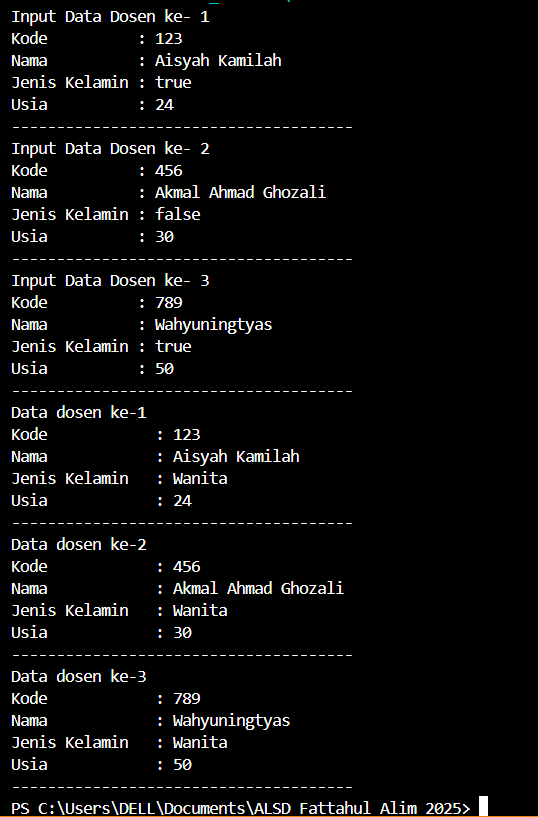 Input Data Dosen ke- 1
Kode          : 123
Nama          : Aisyah Kamilah
Jenis Kelamin : true
Usia          : 24
--------------------------------------
Input Data Dosen ke- 2
Kode          : 456
Nama          : Akmal Ahmad Ghozali
Jenis Kelamin : false
Usia          : 30
--------------------------------------
Input Data Dosen ke- 3
Kode          : 789
Nama          : Wahyuningtyas
Jenis Kelamin : true
Usia          : 50
--------------------------------------
Data dosen ke-1
Kode            : 123
Nama            : Aisyah Kamilah
Jenis Kelamin   : Wanita
Usia            : 24
--------------------------------------
Data dosen ke-2
Kode            : 456
Nama            : Akmal Ahmad Ghozali
Jenis Kelamin   : Wanita
Usia            : 30
--------------------------------------
Data dosen ke-3
Kode            : 789
Nama            : Wahyuningtyas
Jenis Kelamin   : Wanita
Usia            : 50
--------------------------------------
PS C:\Users\DELL\Documents\ALSD Fattahul Alim 2025>